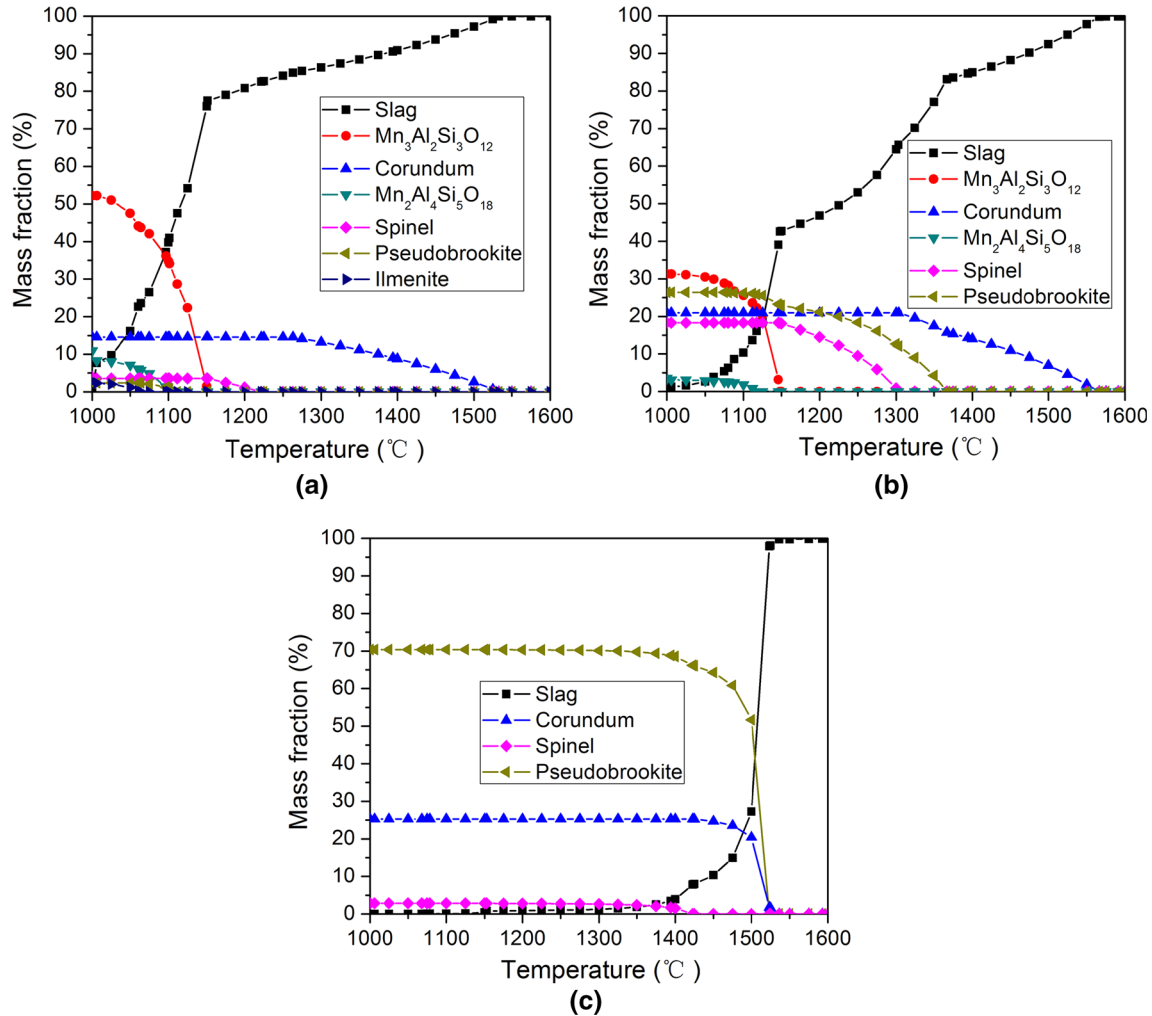 Mass fraction (%)
100
90
80
70
60
50
40
30
20
10
0
Slag
Mn₃Al₂Si₃O₁₂
Corundum
Mn₂Al₄Si₅O₁₈
Spinel
Pseudobrookite
Ilmenite
1000 1100 1200 1300 1400 1500 1600
Temperature (℃ )
(a)
Mass fraction (%)
100
90
80
70
60
50
40
30
20
10
0
Slag
Mn₃Al₂Si₃O₁₂
Corundum
Mn₂Al₄Si₅O₁₈
Spinel
Pseudobrookite
1000 1100 1200 1300 1400 1500 1600
Temperature (℃ )
(b)
Mass fraction (%)
100
90
80
70
60
50
40
30
20
10
0
Slag
Corundum
Spinel
Pseudobrookite
1000 1100 1200 1300 1400 1500 1600
Temperature (℃ )
(c)